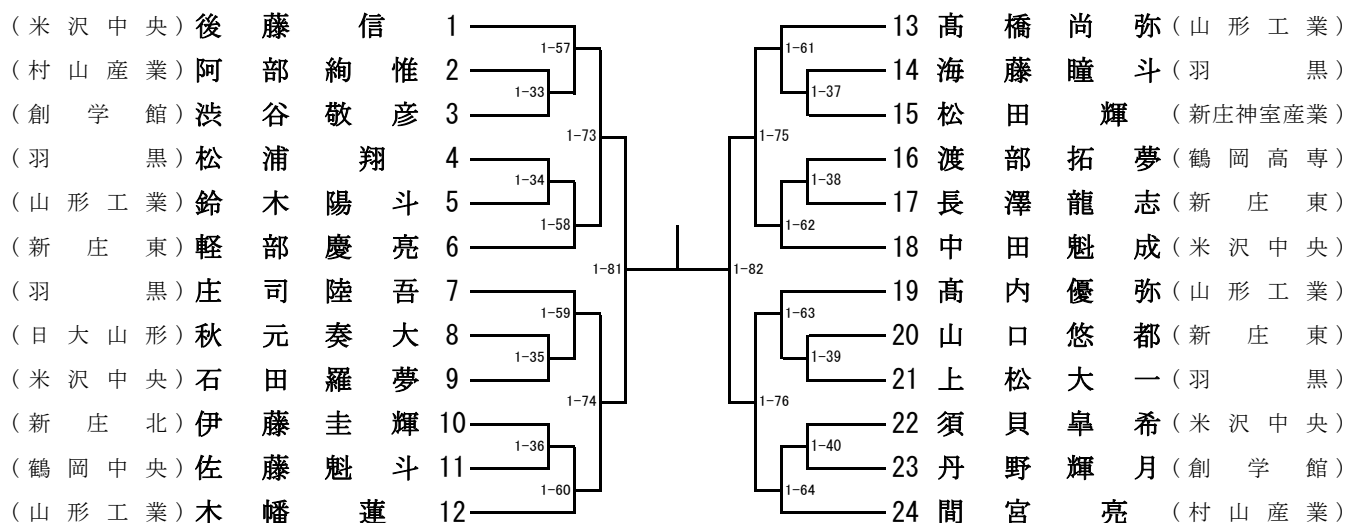 (米沢中央) 後藤信 1
(村山産業) 阿部絢惟 2
(創学館) 渋谷敬彦 3
(羽黒) 松浦翔 4
(山形工業) 鈴木陽斗 5
(新庄東) 軽部慶亮 6
(羽黒) 庄司陸吾 7
(日大山形) 秋元奏大 8
(米沢中央) 石田羅夢 9
(新庄北) 伊藤圭輝 10
(鶴岡中央) 佐藤魁斗 11
(山形工業) 木幡蓮 12
1-57
1-33
1-73
1-34
1-58
1-81
1-59
1-35
1-74
1-36
1-60
1-61
1-37
1-75
1-38
1-62
1-82
1-63
1-39
1-76
1-40
1-64
13 髙橋尚弥 (山形工業)
14 海藤瞳斗 (羽黒)
15 松田輝 (新庄神室産業)
16 渡部拓夢 (鶴岡高専)
17 長澤龍志 (新庄東)
18 中田魁成 (米沢中央)
19 髙内優弥 (山形工業)
20 山口悠都 (新庄東)
21 上松大一 (羽黒)
22 須貝皐希 (米沢中央)
23 丹野輝月 (創学館)
24 間宮亮 (村山産業)